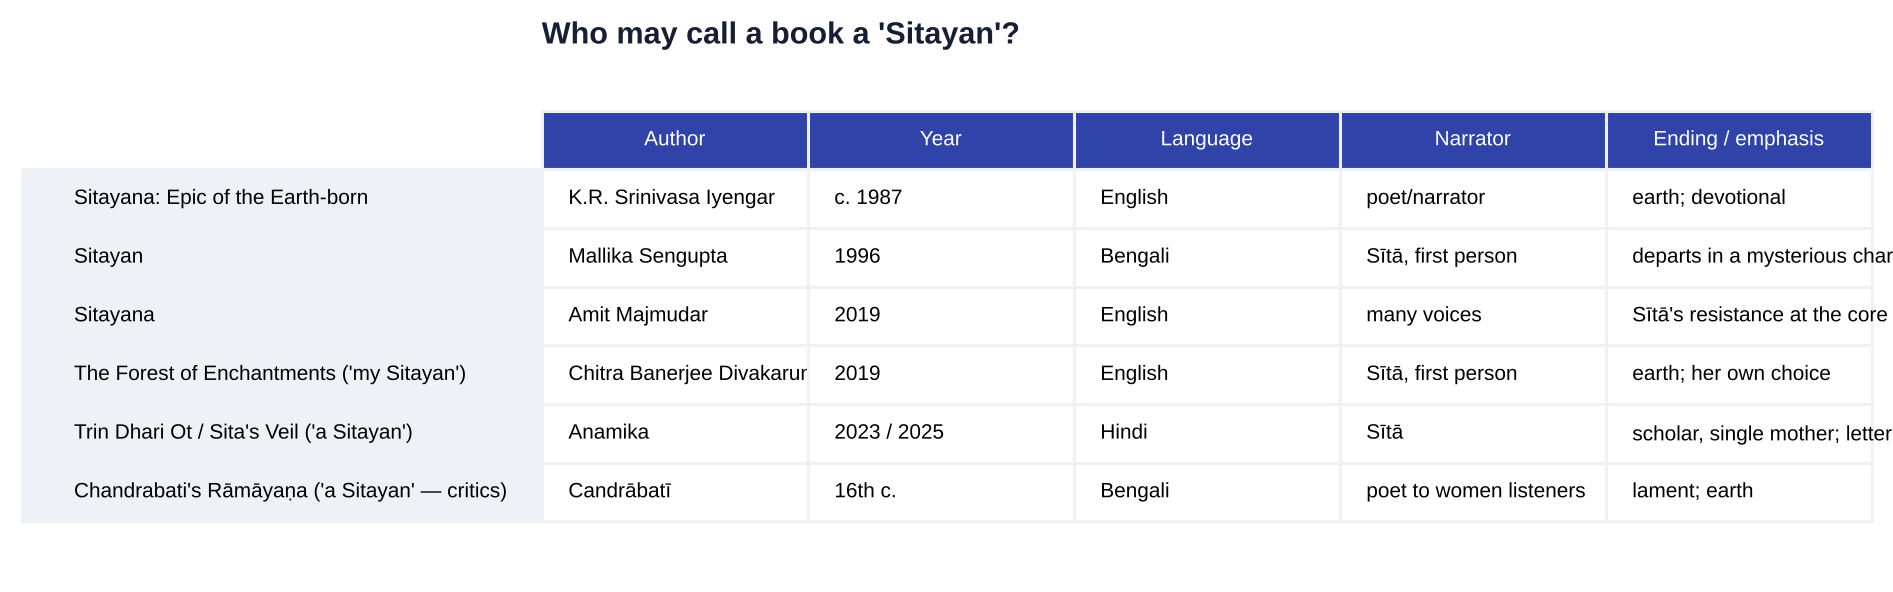 Who may call a book a 'Sitayan'?
Author Year Language Narrator Ending / emphasis
Sitayana: Epic of the Earth-born K.R. Srinivasa Iyengar c. 1987 English poet/narrator earth; devotional
Sitayan Mallika Sengupta 1996 Bengali Sītā, first person departs in a mysterious char
Sitayana Amit Majmudar 2019 English many voices Sītā's resistance at the core
The Forest of Enchantments ('my Sitayan') Chitra Banerjee Divakarur 2019 English Sītā, first person earth; her own choice
Trin Dhari Ot / Sita's Veil ('a Sitayan') Anamika 2023 / 2025 Hindi Sītā scholar, single mother; letter
Chandrabati's Rāmāyaṇa ('a Sitayan' — critics) Candrābatī 16th c. Bengali poet to women listeners lament; earth